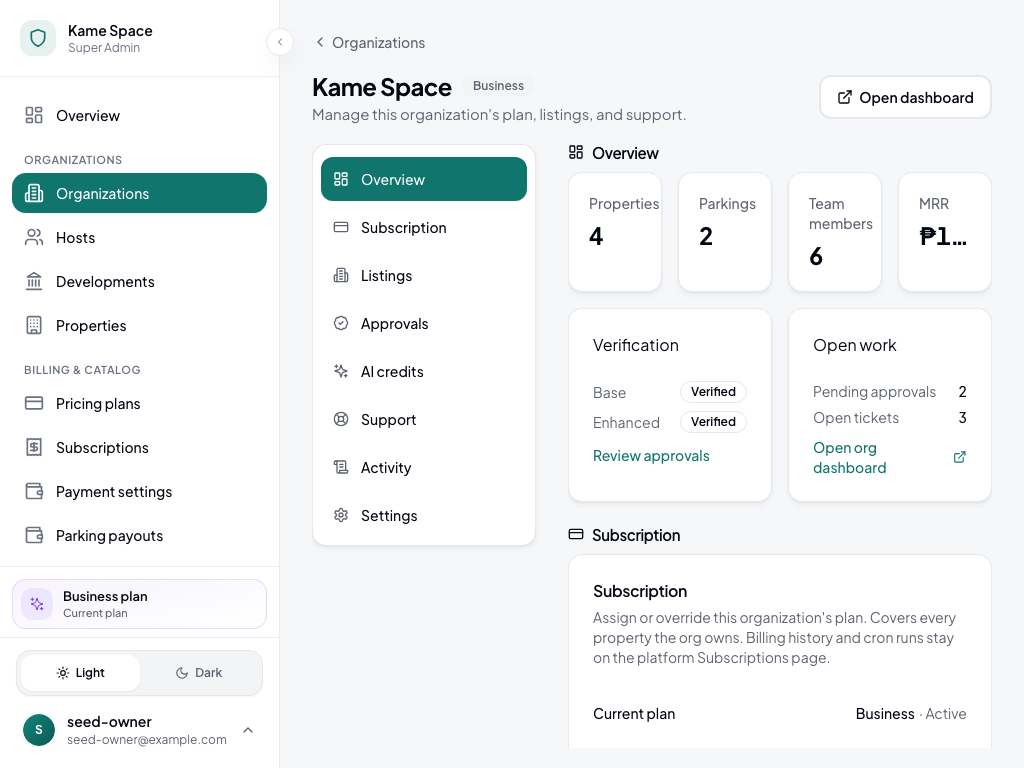 Kame Space
Super Admin
Overview
ORGANIZATIONS
Organizations
Hosts
Developments
Properties
BILLING & CATALOG
Pricing plans
Subscriptions
Payment settings
Parking payouts
Business plan
Current plan
Light
Dark
S
seed-owner
seed-owner@example.com
Organizations
Kame Space
Business
Manage this organization's plan, listings, and support.
Open dashboard
Overview
Subscription
Listings
Approvals
AI credits
Support
Activity
Settings
Overview
Properties
4
Parkings
2
Team
members
6
MRR
₱1…
Verification
Base
Verified
Enhanced
Verified
Review approvals
Open work
Pending approvals
2
Open tickets
3
Open org
dashboard
Subscription
Subscription
Assign or override this organization's plan. Covers every
property the org owns. Billing history and cron runs stay
on the platform Subscriptions page.
Current plan
Business · Active